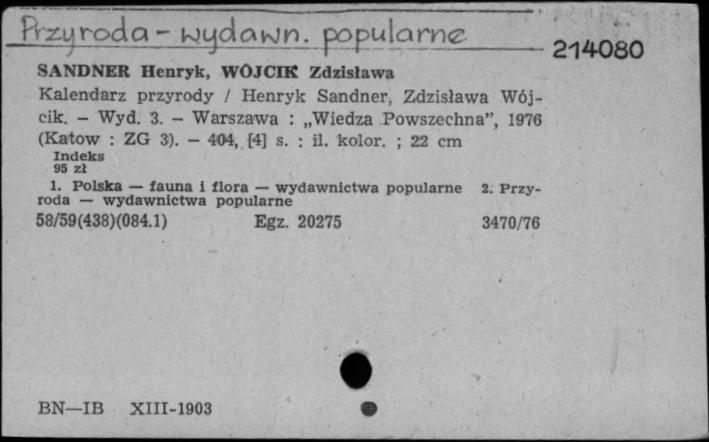 Przyroda - wydawn. popularne
214080
SANDNER Henryk, WÓJCIK Zdzisława
Kalendarz przyrody / Henryk Sandner, Zdzisława Wój-
cik. – Wyd. 3. – Warszawa : „Wiedza Powszechna”, 1976
(Katow : ZG 3). – 404, [4] s. : il. kolor. ; 22 cm
Indeks
95 zł
1. Polska — fauna i flora — wydawnictwa popularne 2. Przy-
roda — wydawnictwa popularne
58/59(438)(084.1) Egz. 20275 3470/76
BN—IB XIII-1903